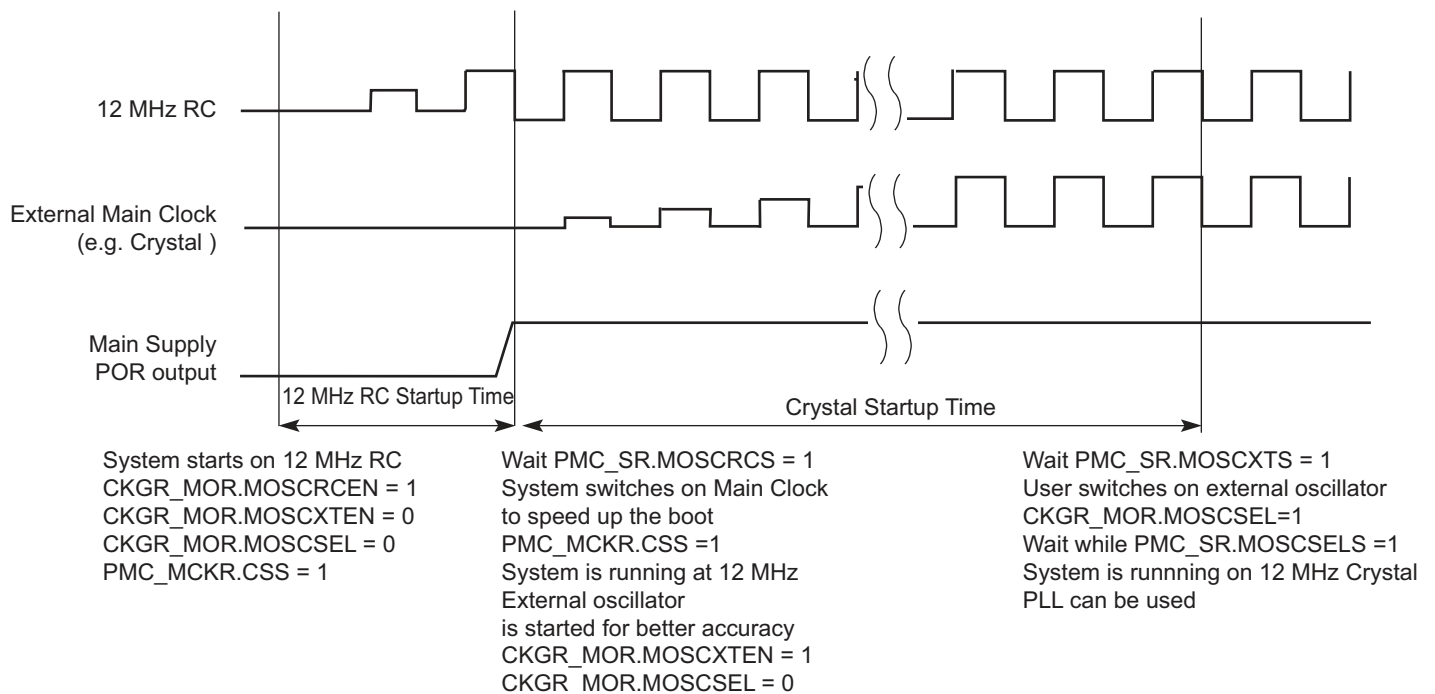 12 MHz RC
External Main Clock
(e.g. Crystal )
Main Supply
POR output
12 MHz RC Startup Time
Crystal Startup Time
System starts on 12 MHz RC
CKGR_MOR.MOSCRCEN = 1
CKGR_MOR.MOSCXTEN = 0
CKGR_MOR.MOSCSEL = 0
PMC_MCKR.CSS = 1
Wait PMC_SR.MOSCRCS = 1
System switches on Main Clock
to speed up the boot
PMC_MCKR.CSS =1
System is running at 12 MHz
External oscillator
is started for better accuracy
CKGR_MOR.MOSCXTEN = 1
CKGR_MOR.MOSCSEL = 0
Wait PMC_SR.MOSCXTS = 1
User switches on external oscillator
CKGR_MOR.MOSCSEL=1
Wait while PMC_SR.MOSCSELS =1
System is runnning on 12 MHz Crystal
PLL can be used